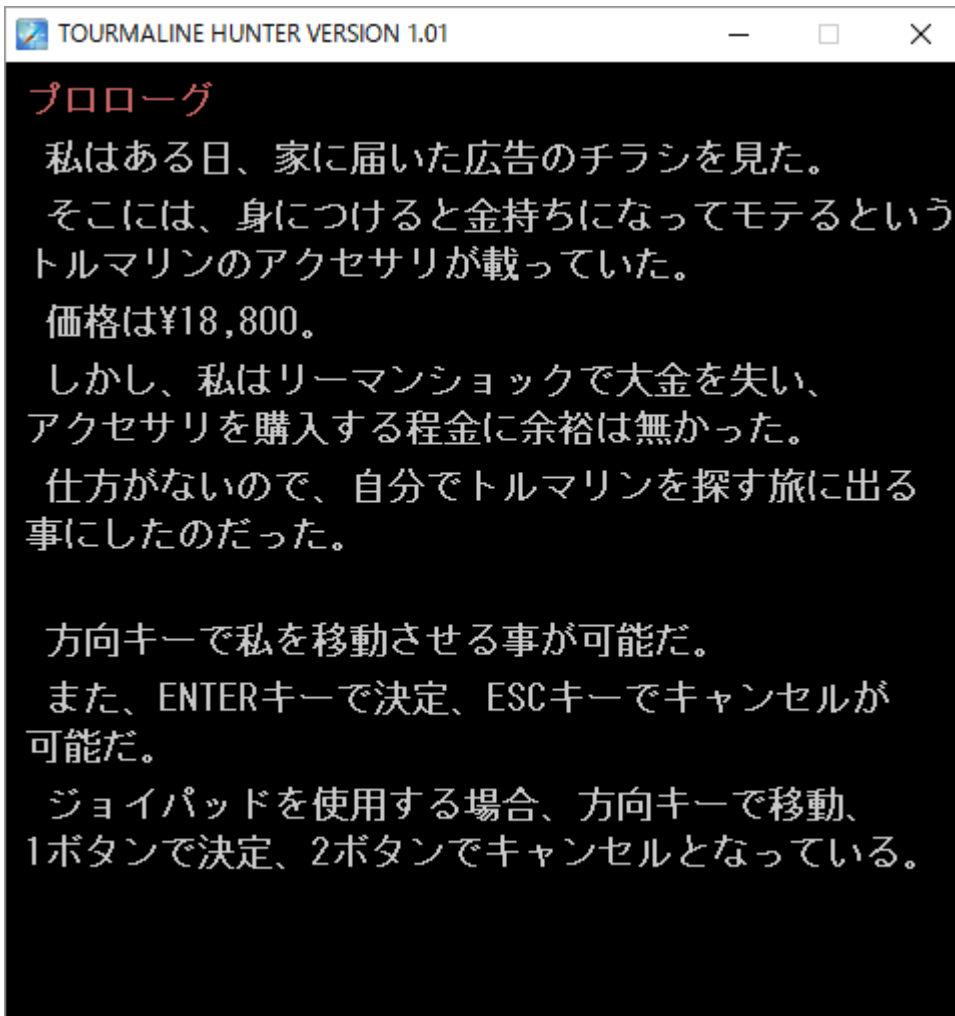 TOURMALINE HUNTER VERSION 1.01
プロローグ
私はある日、家に届いた広告のチラシを見た。
そこには、身につけると金持ちになってモテるという
トルマリンのアクセサリが載っていた。
価格は¥18,800。
しかし、私はリーマンショックで大金を失い、
アクセサリを購入する程金に余裕は無かった。
仕方がないので、自分でトルマリンを探す旅に出る
事にしたのだった。
方向キーで私を移動させる事が可能だ。
また、ENTERキーで決定、ESCキーでキャンセルが
可能だ。
ジョイパッドを使用する場合、方向キーで移動、
1ボタンで決定、2ボタンでキャンセルとなっている。